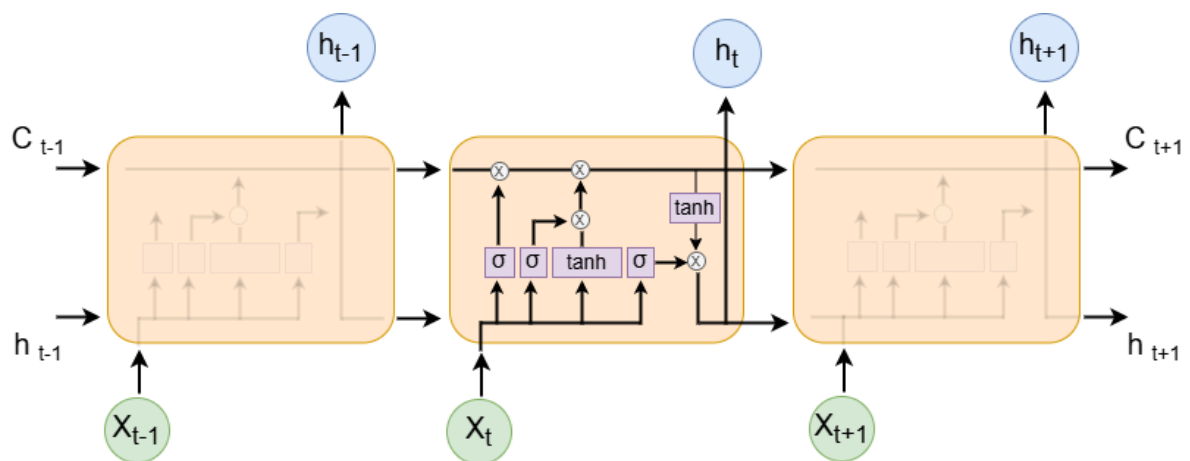 h t-1
h t
h t+1
C t-1
C t+1
x
x
tanh
x
σ
σ
tanh
σ
x
h t-1
h t+1
X t-1
X t
X t+1